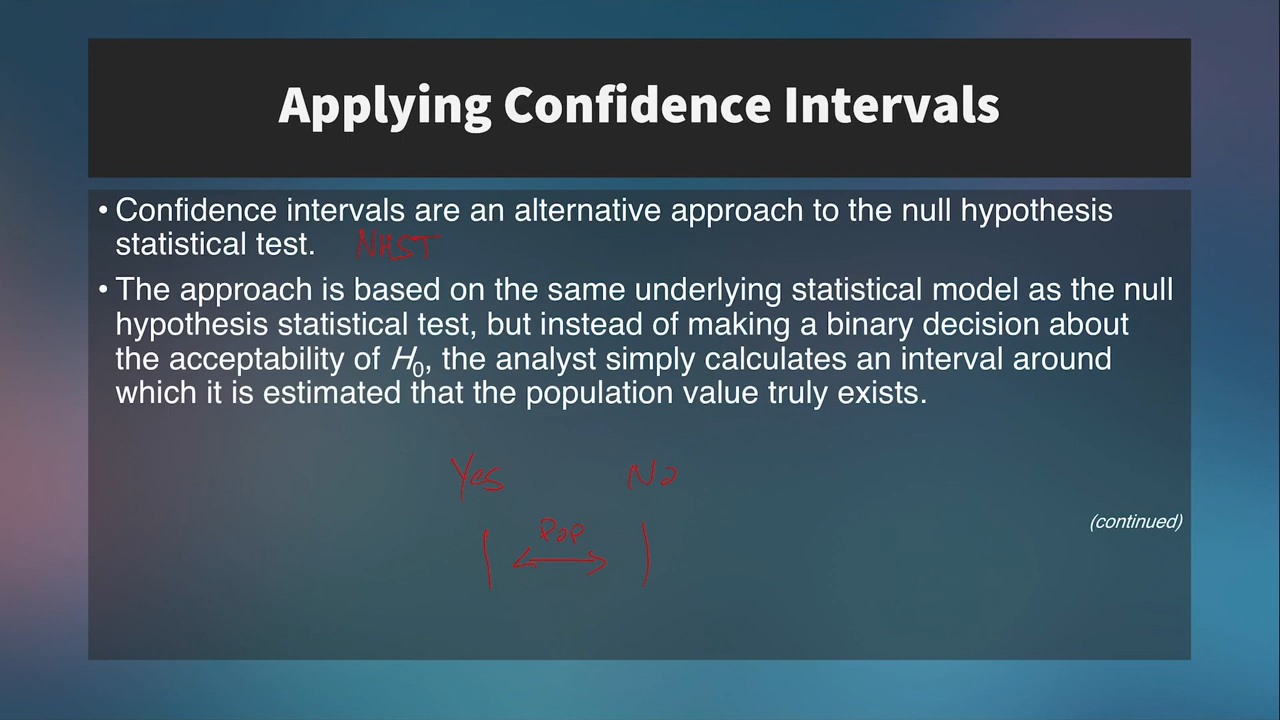 Applying Confidence Intervals
• Confidence intervals are an alternative approach to the null hypothesis
statistical test. NHST
• The approach is based on the same underlying statistical model as the null
hypothesis statistical test, but instead of making a binary decision about
the acceptability of H₀, the analyst simply calculates an interval around
which it is estimated that the population value truly exists.
Yes No
(continued)
Pop